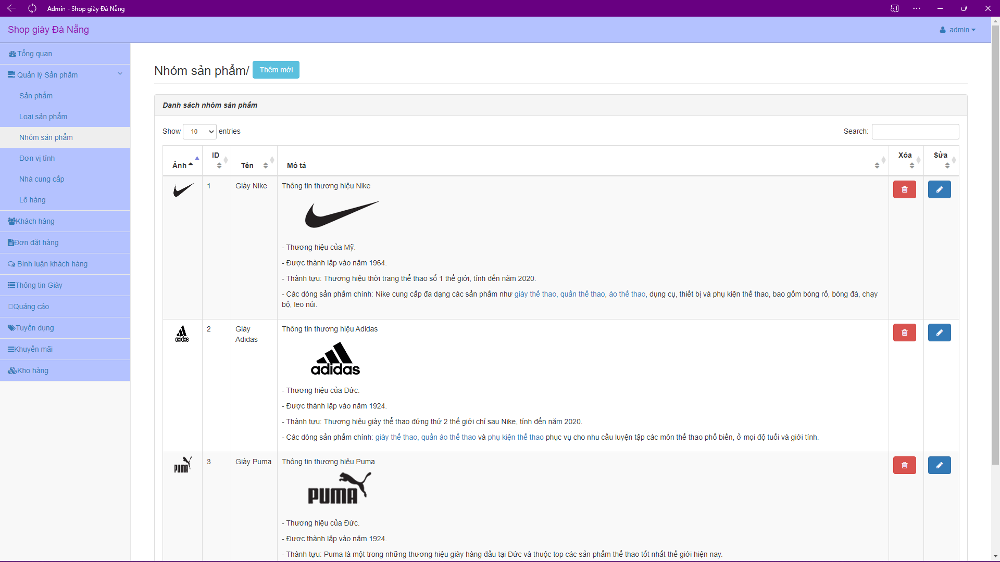 Admin - Shop giày Đà Nẵng
Shop giày Đà Nẵng
admin
Tổng quan
Quản lý Sản phẩm
Sản phẩm
Loại sản phẩm
Nhóm sản phẩm
Đơn vị tính
Nhà cung cấp
Lô hàng
Khách hàng
Đơn đặt hàng
Bình luận khách hàng
Thông tin Giày
Quảng cáo
Tuyển dụng
Khuyến mãi
Kho hàng
Nhóm sản phẩm/ Thêm mới
Danh sách nhóm sản phẩm
Show 10 entries
Search:
Ảnh ID Tên Mô tả Xóa Sửa
1 Giày Nike Thông tin thương hiệu Nike
- Thương hiệu của Mỹ.
- Được thành lập vào năm 1964.
- Thành tựu: Thương hiệu thời trang thể thao số 1 thế giới, tính đến năm 2020.
- Các dòng sản phẩm chính: Nike cung cấp đa dạng các sản phẩm như giày thể thao, quần thể thao, áo thể thao, dụng cụ, thiết bị và phụ kiện thể thao, bao gồm bóng rổ, bóng đá, chạy
bộ, leo núi.
adidas
2 Giày Adidas Thông tin thương hiệu Adidas
adidas
- Thương hiệu của Đức.
- Được thành lập vào năm 1924.
- Thành tựu: Thương hiệu giày thể thao đứng thứ 2 thế giới chỉ sau Nike, tính đến năm 2020.
- Các dòng sản phẩm chính: giày thể thao, quần áo thể thao và phụ kiện thể thao phục vụ cho nhu cầu luyện tập các môn thể thao phổ biến, ở mọi độ tuổi và giới tính.
PUMA
3 Giày Puma Thông tin thương hiệu Puma
PUMA
- Thương hiệu của Đức.
- Được thành lập vào năm 1924.
- Thành tựu: Puma là một trong những thương hiệu giày hàng đầu tại Đức và thuộc top các sản phẩm thể thao tốt nhất thế giới hiện nay.